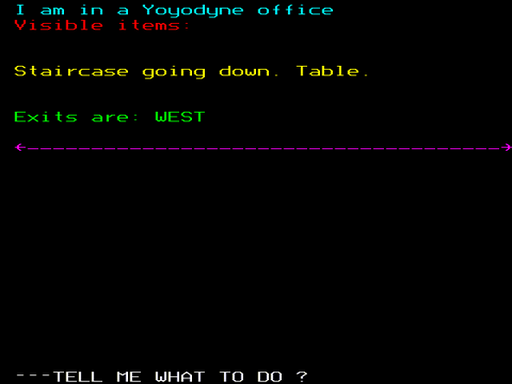 I am in a Yoyodyne office
Visible items:
Staircase going down. Table.
Exits are: WEST
---TELL ME WHAT TO DO ?